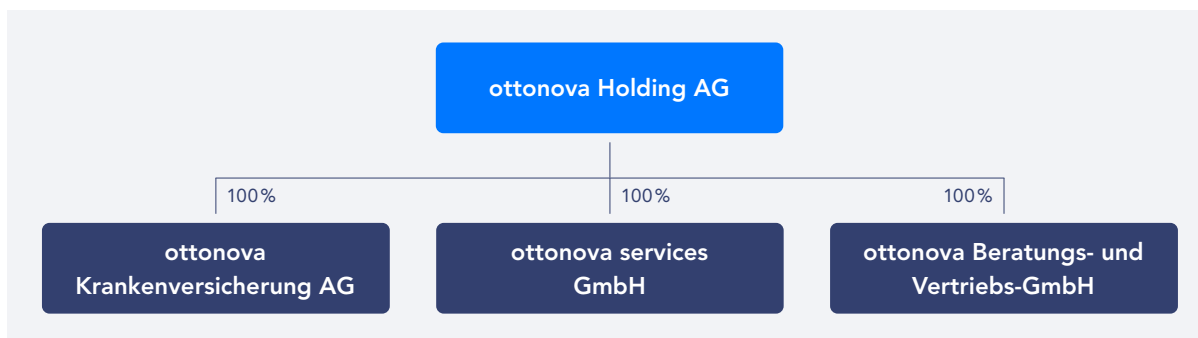 ottonova Holding AG
100%
100%
100%
ottonova
Krankenversicherung AG
ottonova services
GmbH
ottonova Beratungs- und
Vertriebs-GmbH